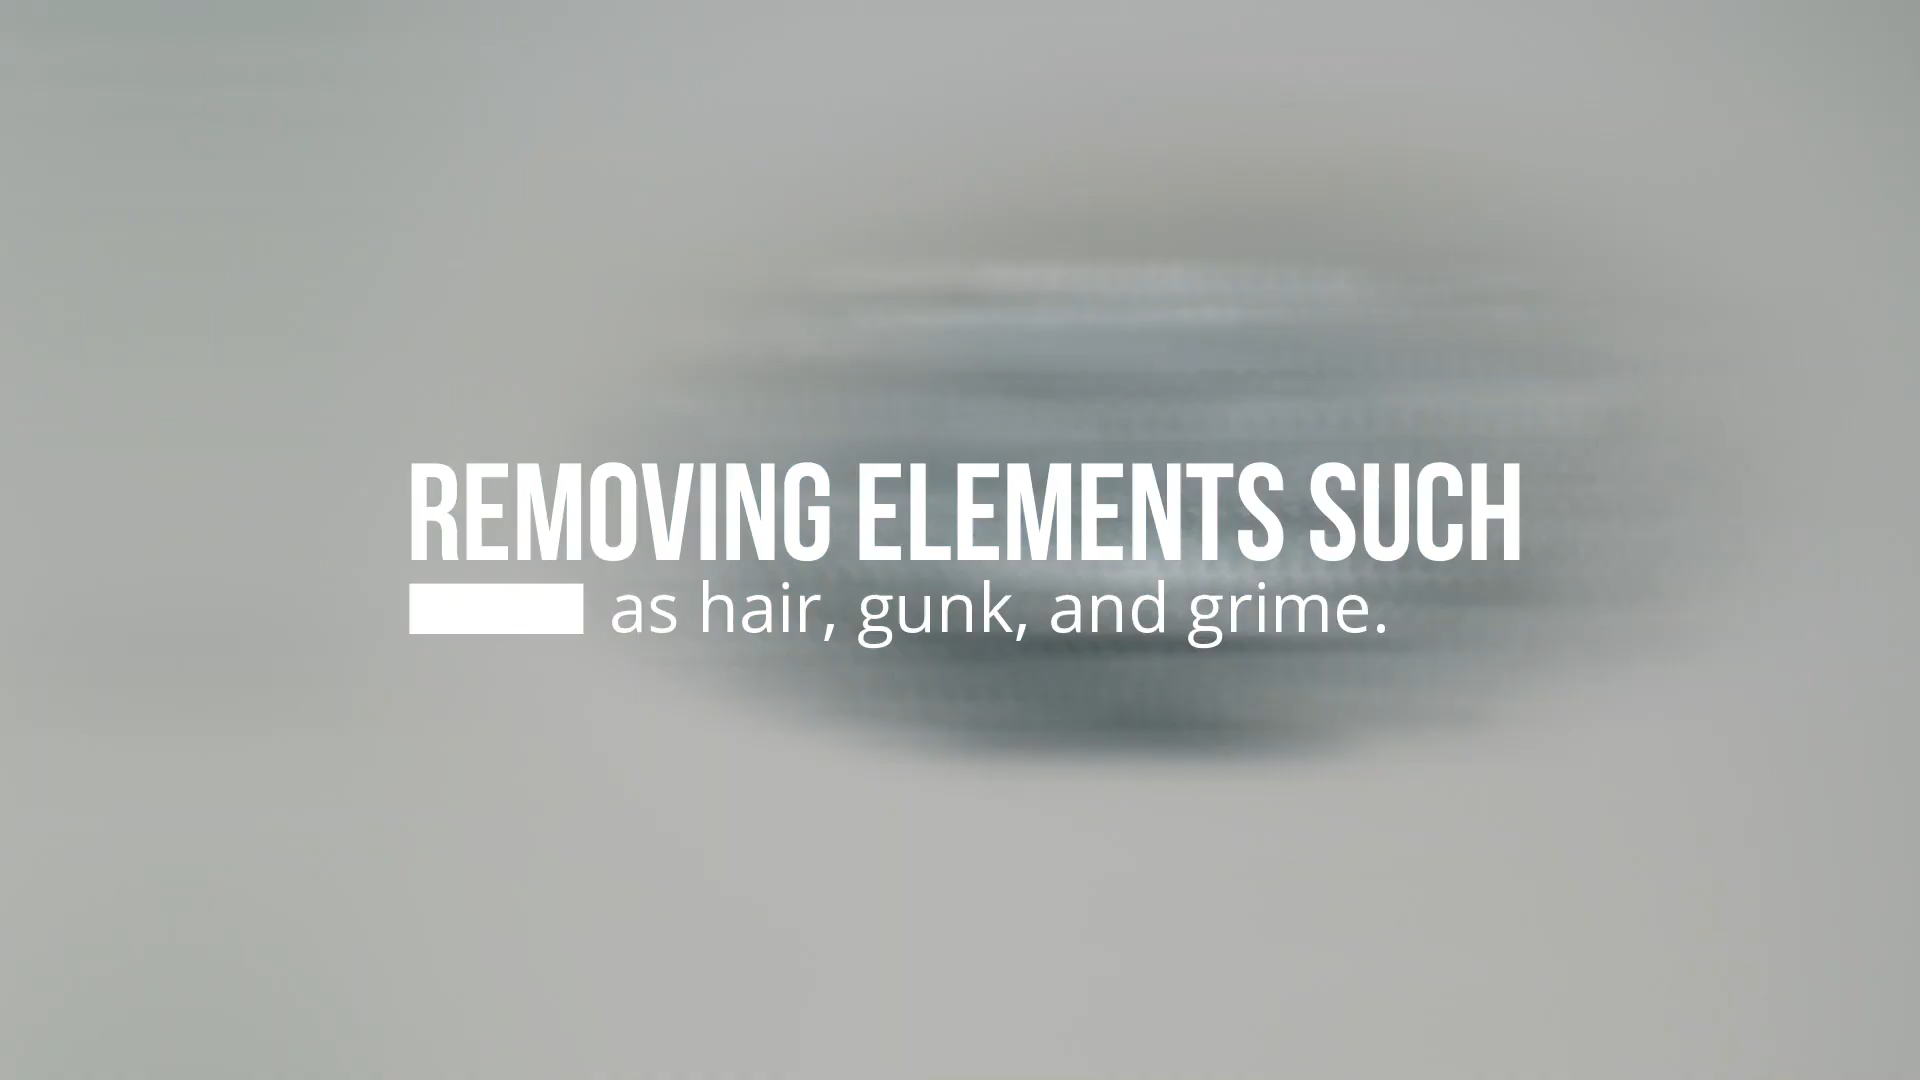 REMOVING ELEMENTS SUCH
as hair, gunk, and grime.